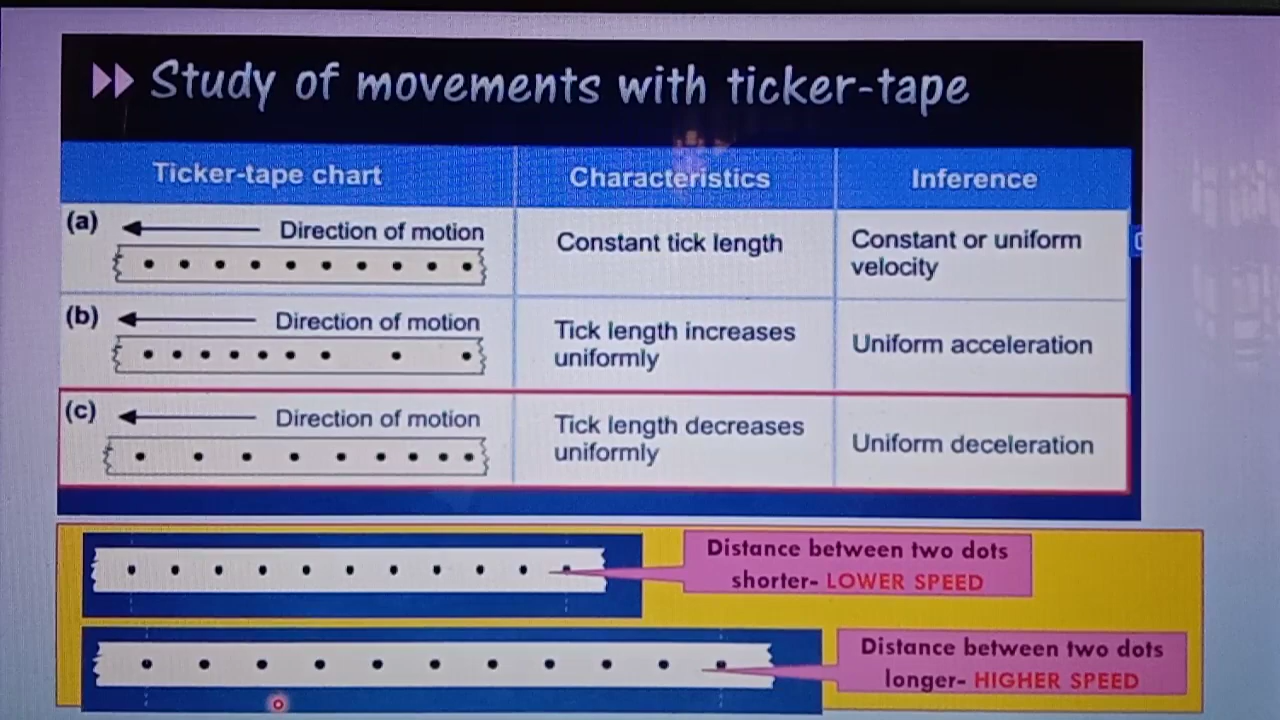 Study of movements with ticker-tape
Ticker-tape chart
Characteristics
Inference
(a)
Direction of motion
Constant tick length
Constant or uniform
velocity
(b)
Direction of motion
Tick length increases
uniformly
Uniform acceleration
(c)
Direction of motion
Tick length decreases
uniformly
Uniform deceleration
Distance between two dots
shorter- LOWER SPEED
Distance between two dots
longer- HIGHER SPEED